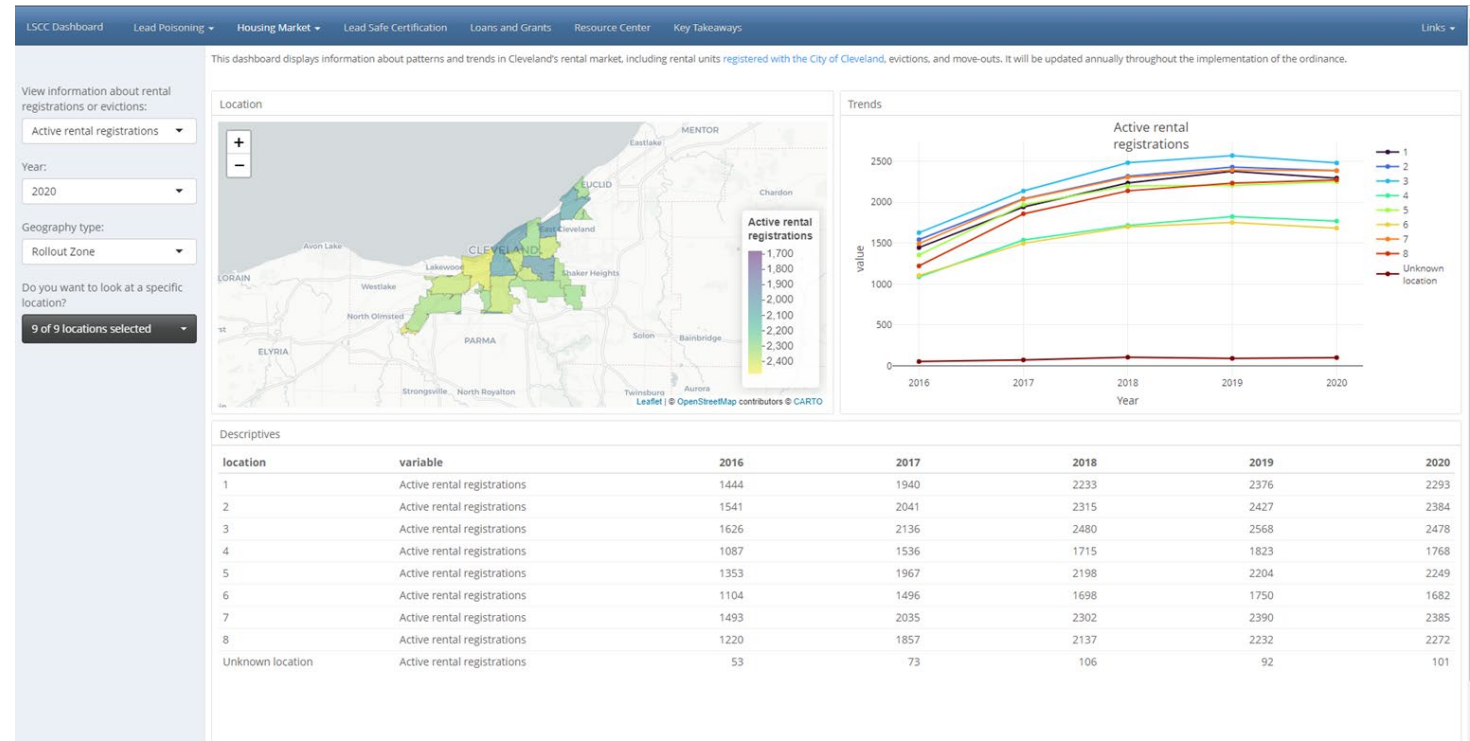 LSCC Dashboard Lead Poisoning Housing Market Lead Safe Certification Loans and Grants Resource Center Key Takeaways Links
This dashboard displays information about patterns and trends in Cleveland's rental market, including rental units registered with the City of Cleveland, evictions, and move-outs. It will be updated annually throughout the implementation of the ordinance.
View information about rental
registrations or evictions:
Active rental registrations
Year:
2020
Geography type:
Rollout Zone
Do you want to look at a specific
location?
9 of 9 locations selected
Location
+
−
MENTOR
Eastlake
EUCLID
Chardon
East Cleveland
Avon Lake
CLEVELAND
Lakewood
Shaker Heights
LORAIN
Westlake
North Olmsted
PARMA
Solon
Bainbridge
ELYRIA
Strongsville
North Royalton
Twinsburg
Aurora
Active rental
registrations
1,700
1,800
1,900
2,000
2,100
2,200
2,300
2,400
Leaflet | © OpenStreetMap contributors © CARTO
Trends
Active rental
registrations
2500
2000
1500
1000
500
0
value
2016 2017 2018 2019 2020
Year
1
2
3
4
5
6
7
8
Unknown
location
Descriptives
location variable 2016 2017 2018 2019 2020
1 Active rental registrations 1444 1940 2233 2376 2293
2 Active rental registrations 1541 2041 2315 2427 2384
3 Active rental registrations 1626 2136 2480 2568 2478
4 Active rental registrations 1087 1536 1715 1823 1768
5 Active rental registrations 1353 1967 2198 2204 2249
6 Active rental registrations 1104 1496 1698 1750 1682
7 Active rental registrations 1493 2035 2302 2390 2385
8 Active rental registrations 1220 1857 2137 2232 2272
Unknown location Active rental registrations 53 73 106 92 101